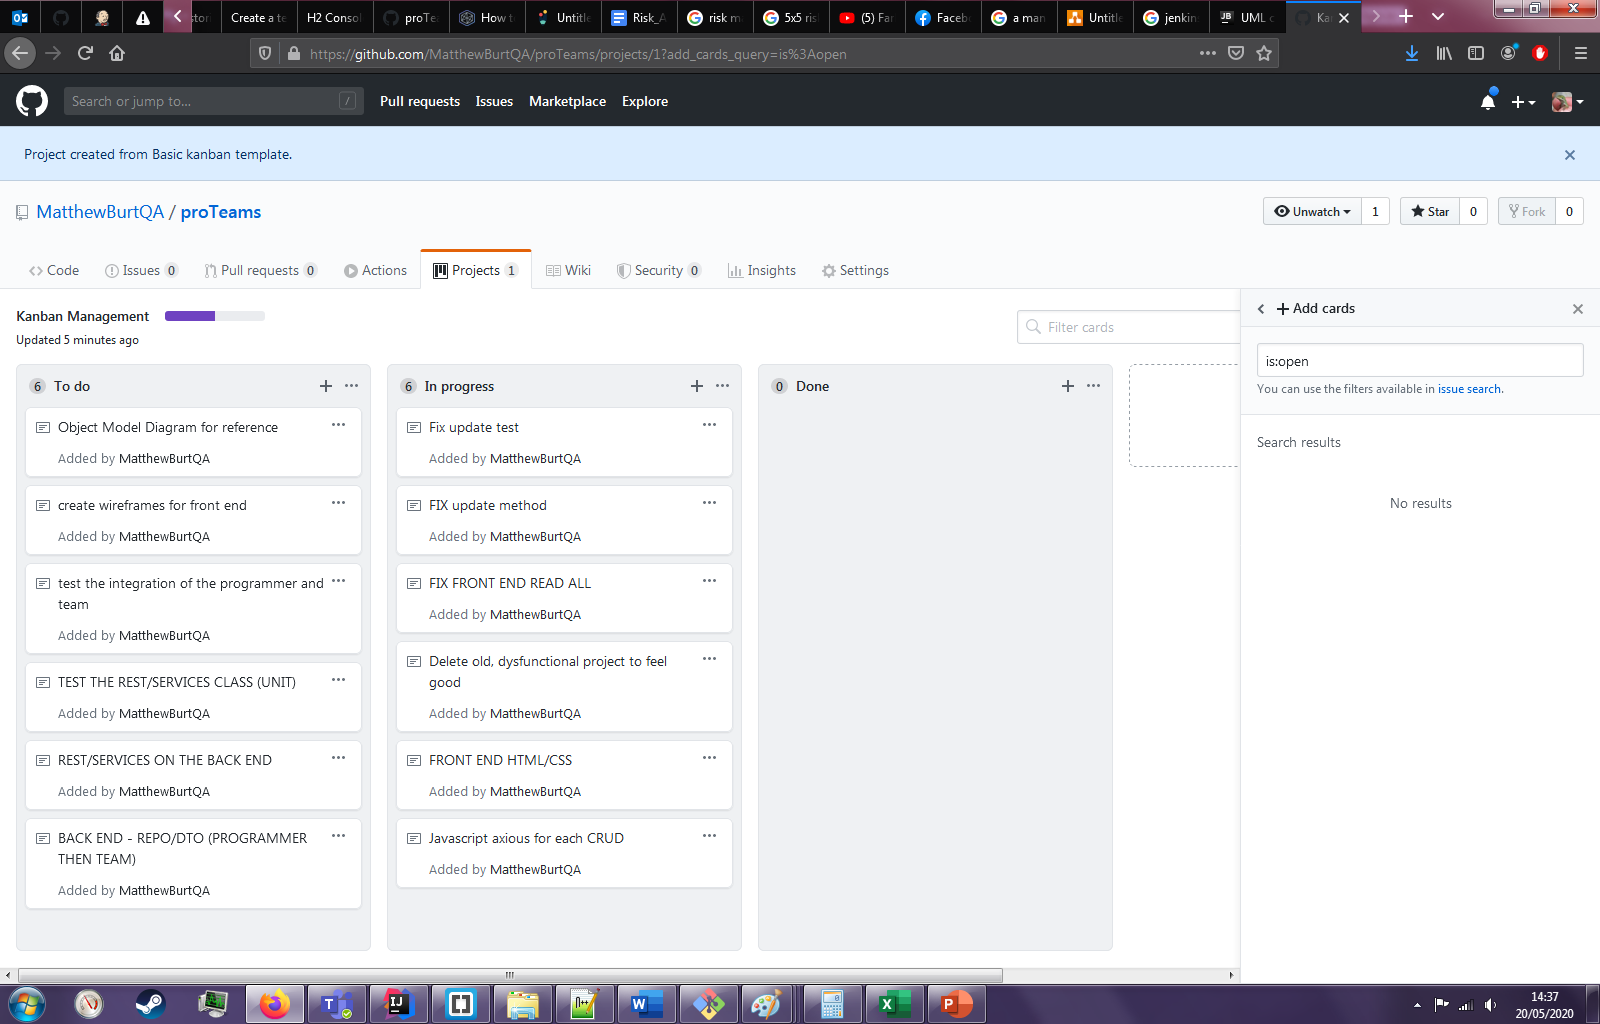 ston
Create a te
H2 Consol
proTea
How to
Untitle
Risk_A
risk ma
5x5 ris
(5) Far
Facebo
a man
Untitle
jenkin
UML c
Ka
https://github.com/MatthewBurtQA/proTeams/projects/1?add_cards_query=is%3Aopen
Search or jump to...
/
Pull requests
Issues
Marketplace
Explore
Project created from Basic kanban template.
MatthewBurtQA / proTeams
Unwatch 1
Star 0
Fork 0
Code
Issues 0
Pull requests 0
Actions
Projects 1
Wiki
Security 0
Insights
Settings
Kanban Management
Updated 5 minutes ago
Filter cards
6 To do
Object Model Diagram for reference
Added by MatthewBurtQA
create wireframes for front end
Added by MatthewBurtQA
test the integration of the programmer and
team
Added by MatthewBurtQA
TEST THE REST/SERVICES CLASS (UNIT)
Added by MatthewBurtQA
REST/SERVICES ON THE BACK END
Added by MatthewBurtQA
BACK END - REPO/DTO (PROGRAMMER
THEN TEAM)
Added by MatthewBurtQA
6 In progress
Fix update test
Added by MatthewBurtQA
FIX update method
Added by MatthewBurtQA
FIX FRONT END READ ALL
Added by MatthewBurtQA
Delete old, dysfunctional project to feel
good
Added by MatthewBurtQA
FRONT END HTML/CSS
Added by MatthewBurtQA
Javascript axious for each CRUD
Added by MatthewBurtQA
0 Done
Add cards
is:open
You can use the filters available in issue search.
Search results
No results
14:37
20/05/2020